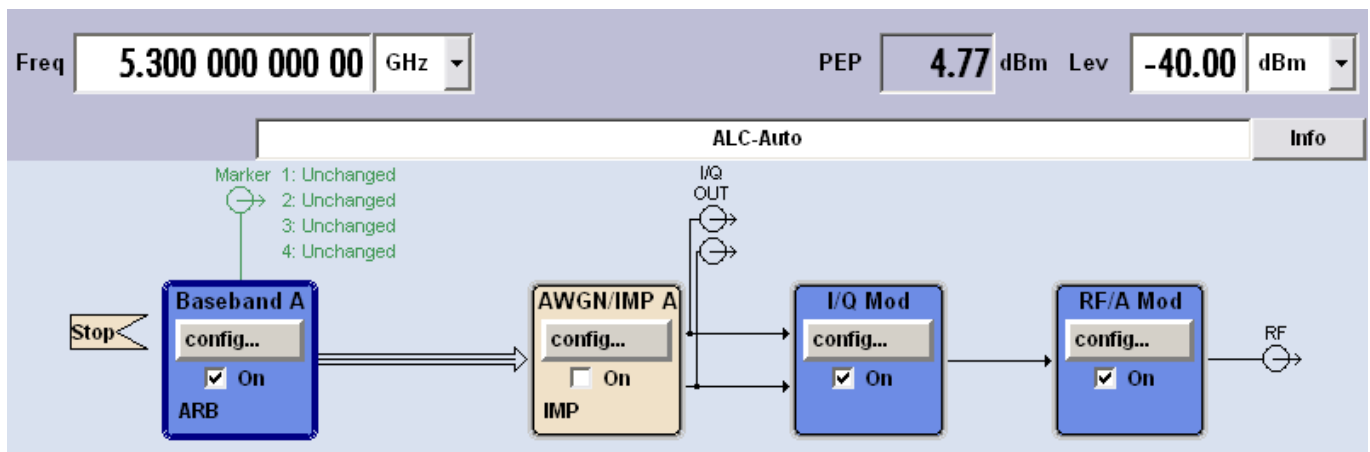 Freq 5.300 000 000 00 GHz PEP 4.77 dBm Lev -40.00 dBm
ALC-Auto Info
Marker 1: Unchanged
2: Unchanged
3: Unchanged
4: Unchanged
I/Q
OUT
Baseband A AWGN/IMP A I/Q Mod RF/A Mod
Stop config... config... config... config... RF
On On On On
ARB IMP